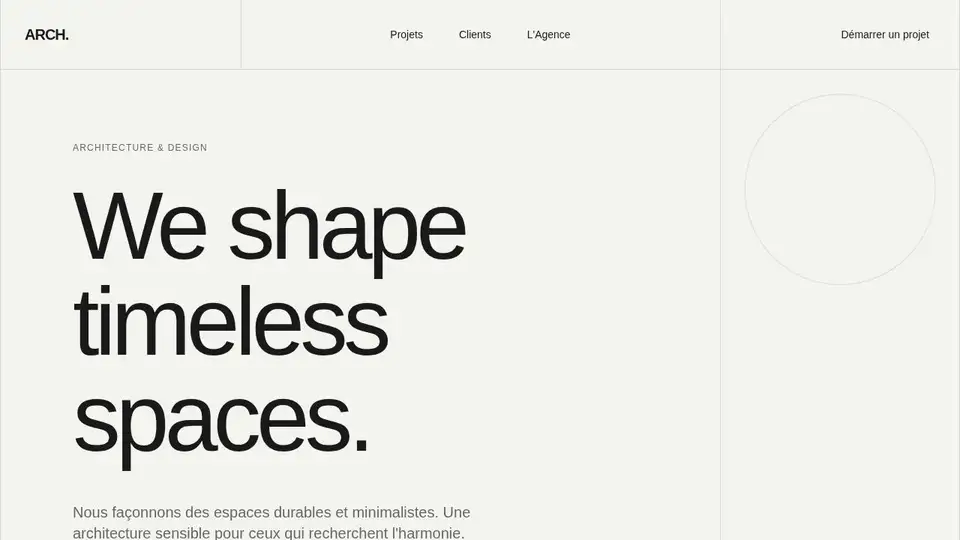 ARCH.
Projets
Clients
L'Agence
Démarrer un projet
ARCHITECTURE & DESIGN
We shape
timeless
spaces.
Nous façonnons des espaces durables et minimalistes. Une
architecture sensible pour ceux qui recherchent l'harmonie.